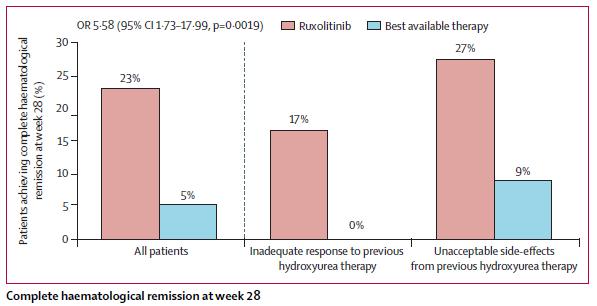 OR 5·58 (95% CI 1·73–17·99, p=0·0019)
Ruxolitinib
Best available therapy
Patients achieving complete haematological
remission at week 28 (%)
30
25
20
15
10
5
0
23%
5%
17%
0%
27%
9%
All patients
Inadequate response to previous
hydroxyurea therapy
Unacceptable side-effects
from previous hydroxyurea therapy
Complete haematological remission at week 28